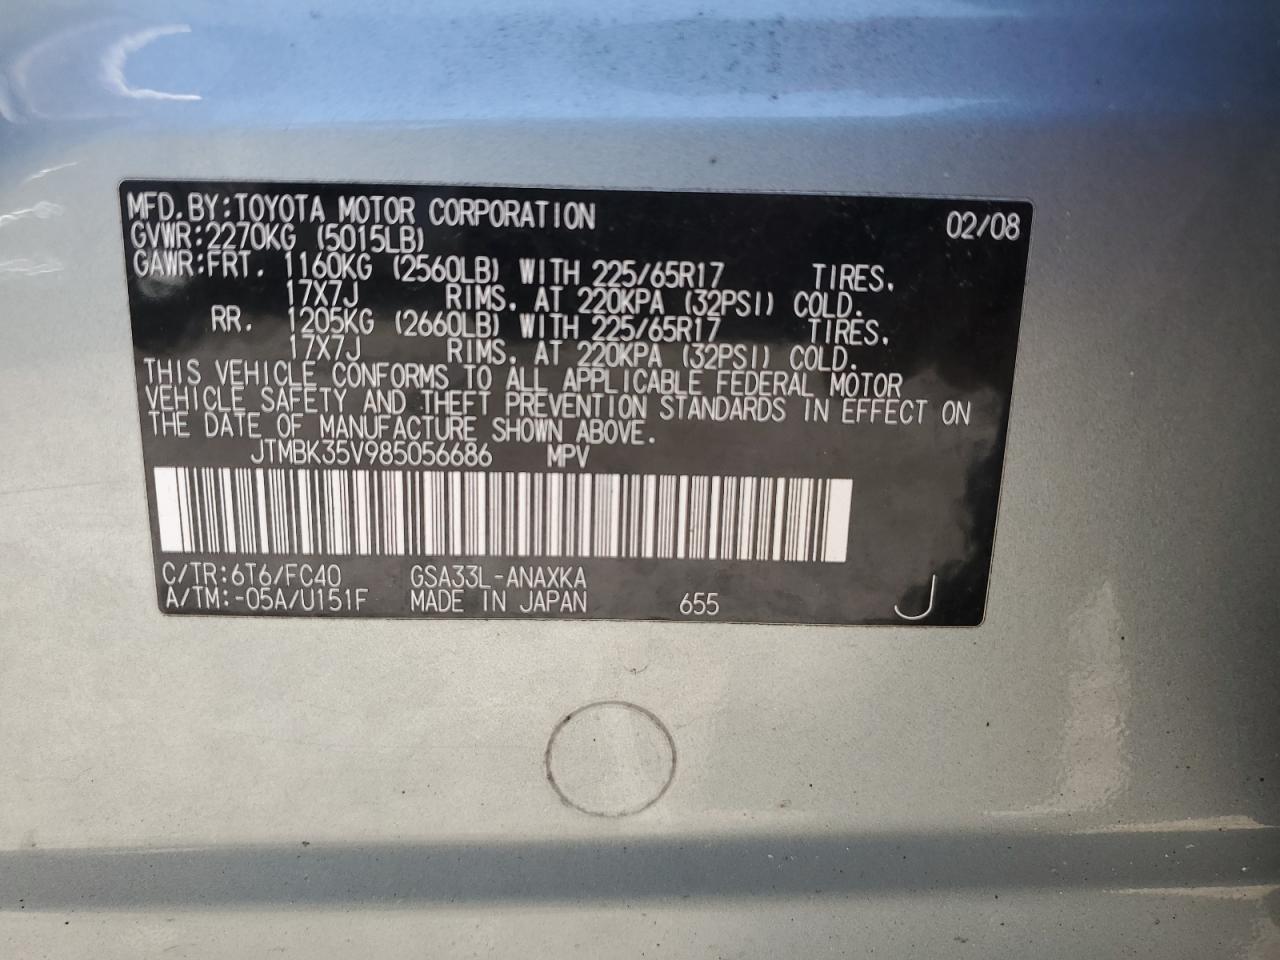 MFD.BY:TOYOTA MOTOR CORPORATION 02/08
GVWR:2270KG (5015LB)
GAWR:FRT. 1160KG (2560LB) WITH 225/65R17 TIRES.
17X7J RIMS. AT 220KPA (32PSI) COLD.
RR. 1205KG (2660LB) WITH 225/65R17 TIRES.
17X7J RIMS. AT 220KPA (32PSI) COLD.
THIS VEHICLE CONFORMS TO ALL APPLICABLE FEDERAL MOTOR
VEHICLE SAFETY AND THEFT PREVENTION STANDARDS IN EFFECT ON
THE DATE OF MANUFACTURE SHOWN ABOVE.
JTMBK35V985056686 MPV
C/TR:6T6/FC40 GSA33L-ANAXKA
A/TM:-05A/U151F MADE IN JAPAN 655 J